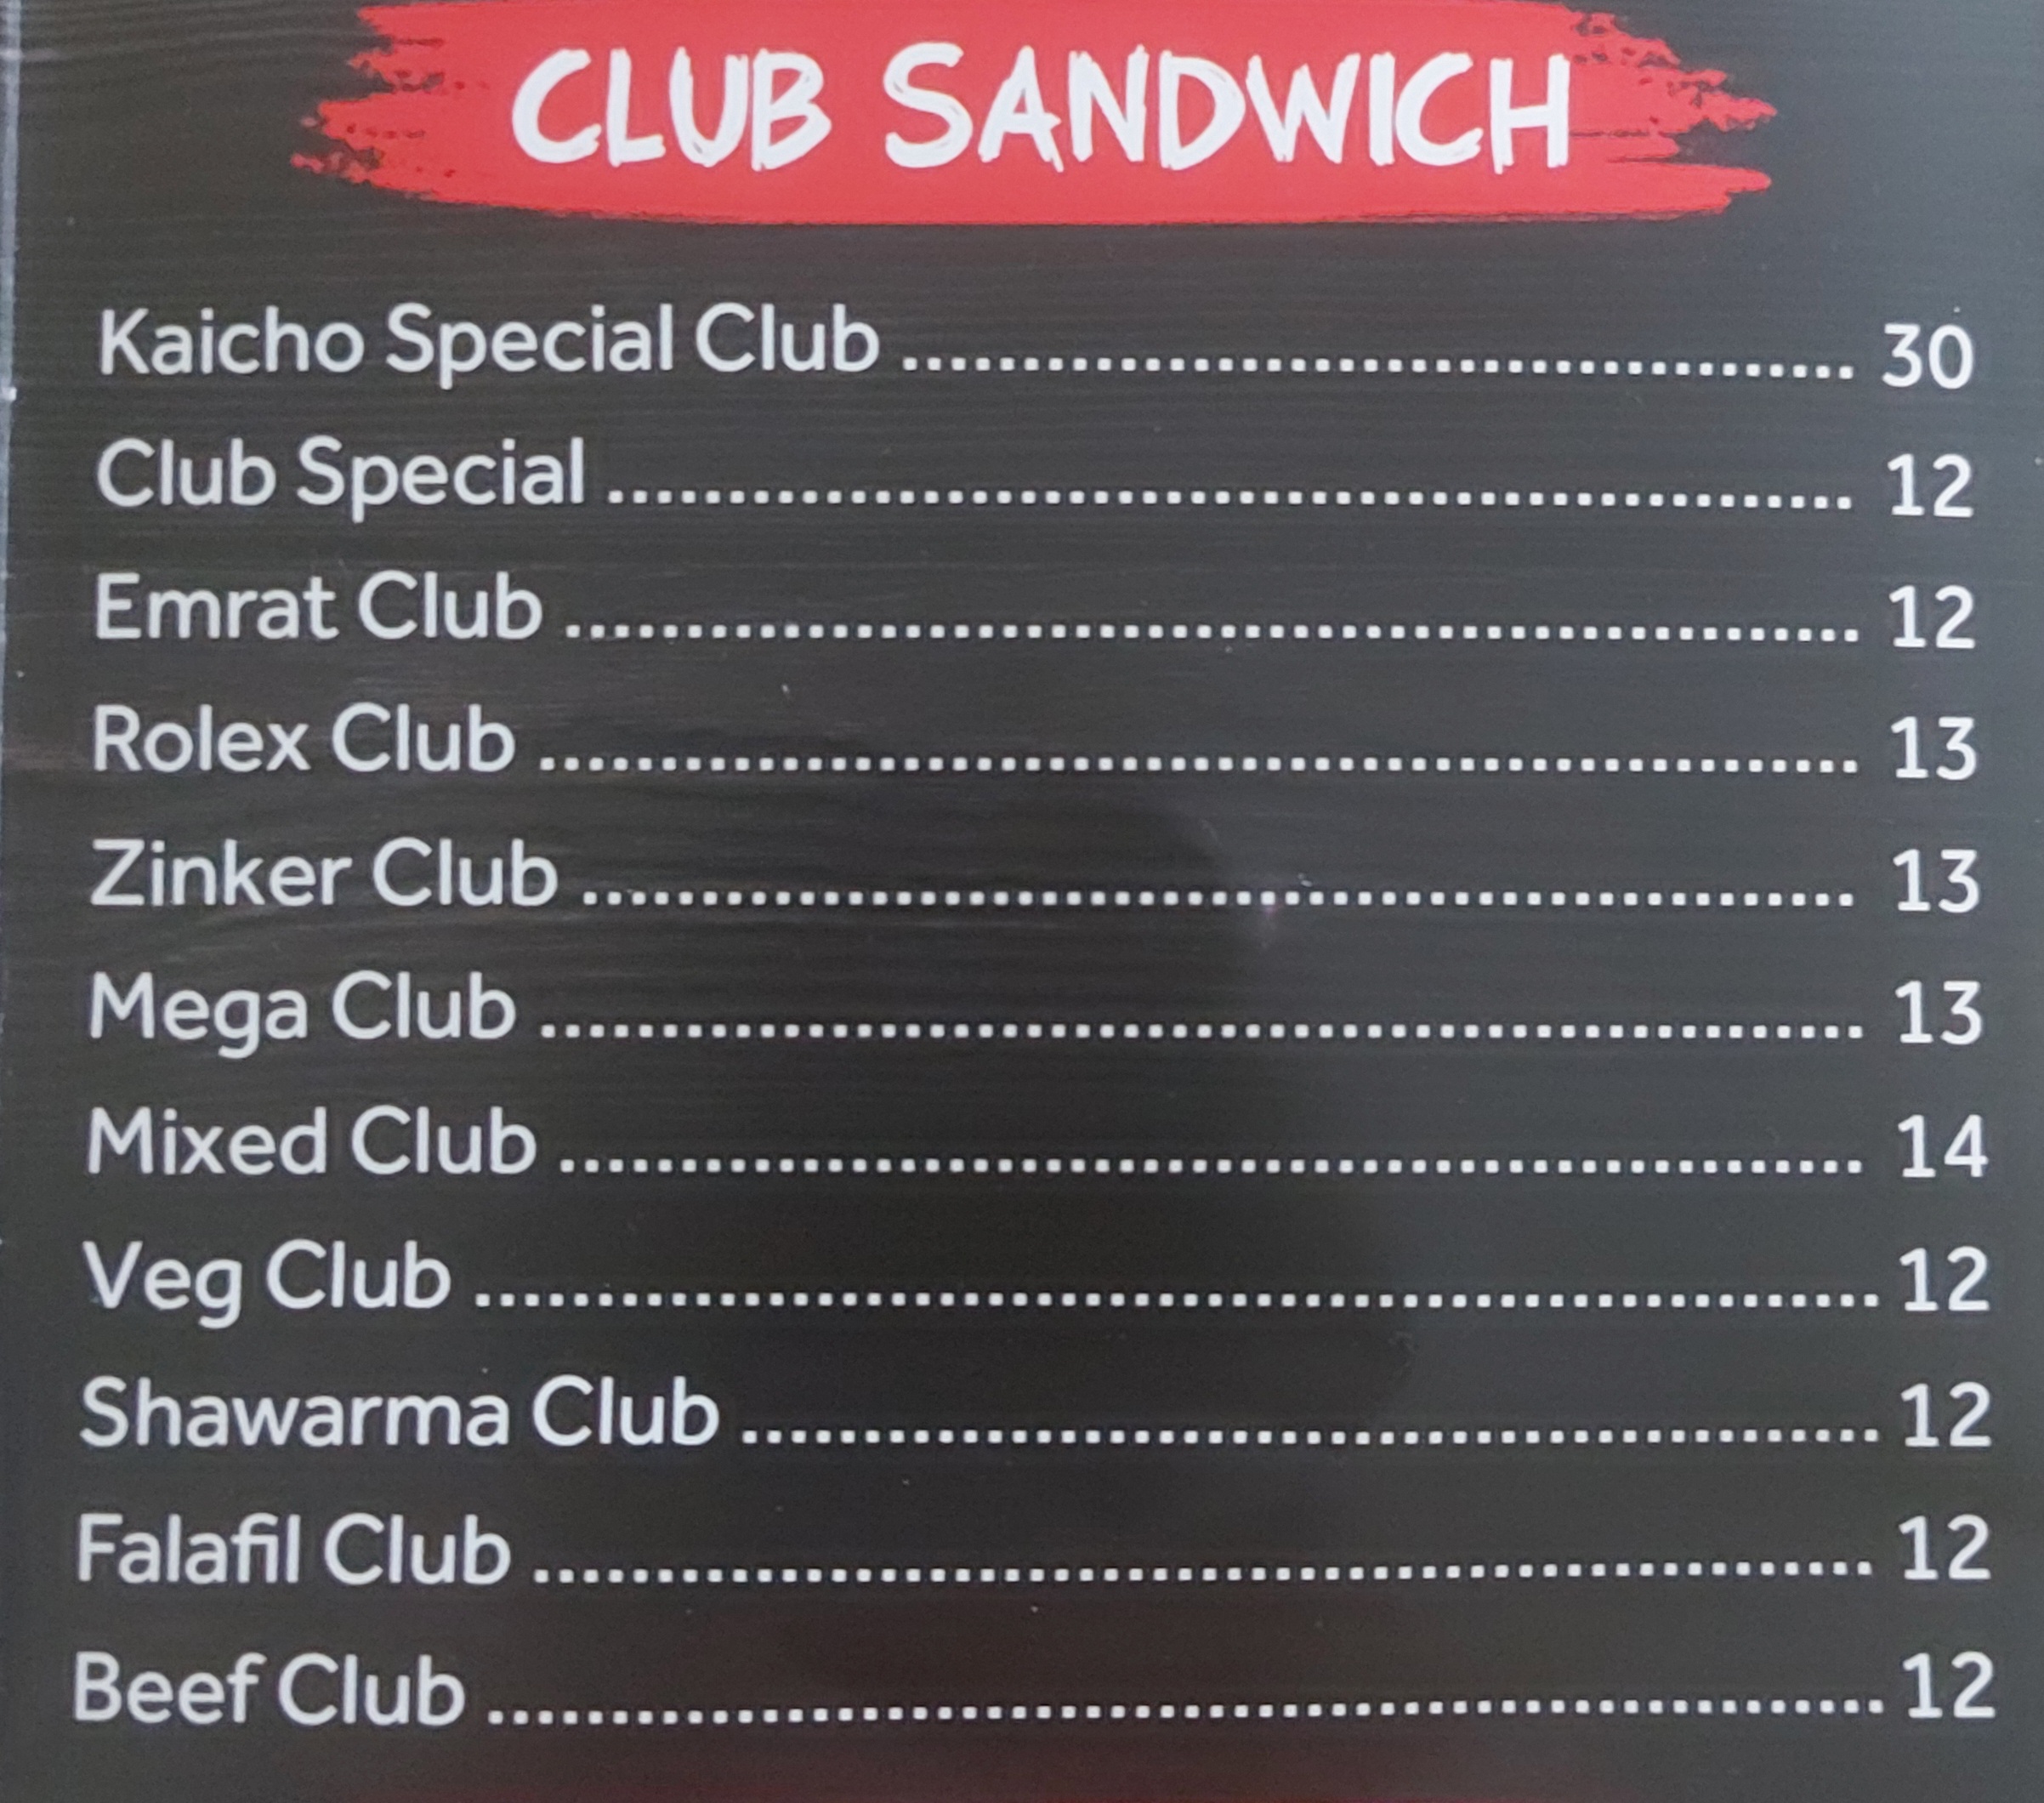 CLUB SANDWICH
Kaicho Special Club ........................................ 30
Club Special .................................................... 12
Emrat Club ...................................................... 12
Rolex Club ....................................................... 13
Zinker Club ..................................................... 13
Mega Club ....................................................... 13
Mixed Club ...................................................... 14
Veg Club .......................................................... 12
Shawarma Club ............................................... 12
Falafil Club ....................................................... 12
Beef Club ......................................................... 12